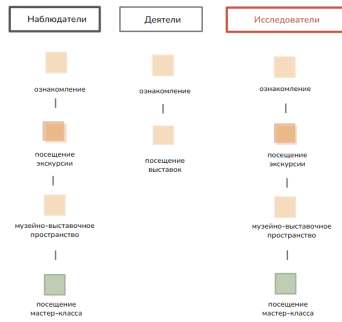 Наблюдатели
Деятели
Исследователи
ознакомление
ознакомление
ознакомление
посещение
экскурсии
посещение
выставок
посещение
экскурсии
музейно-выставочное
пространство
музейно-выставочное
пространство
посещение
мастер-класса
посещение
мастер-класса